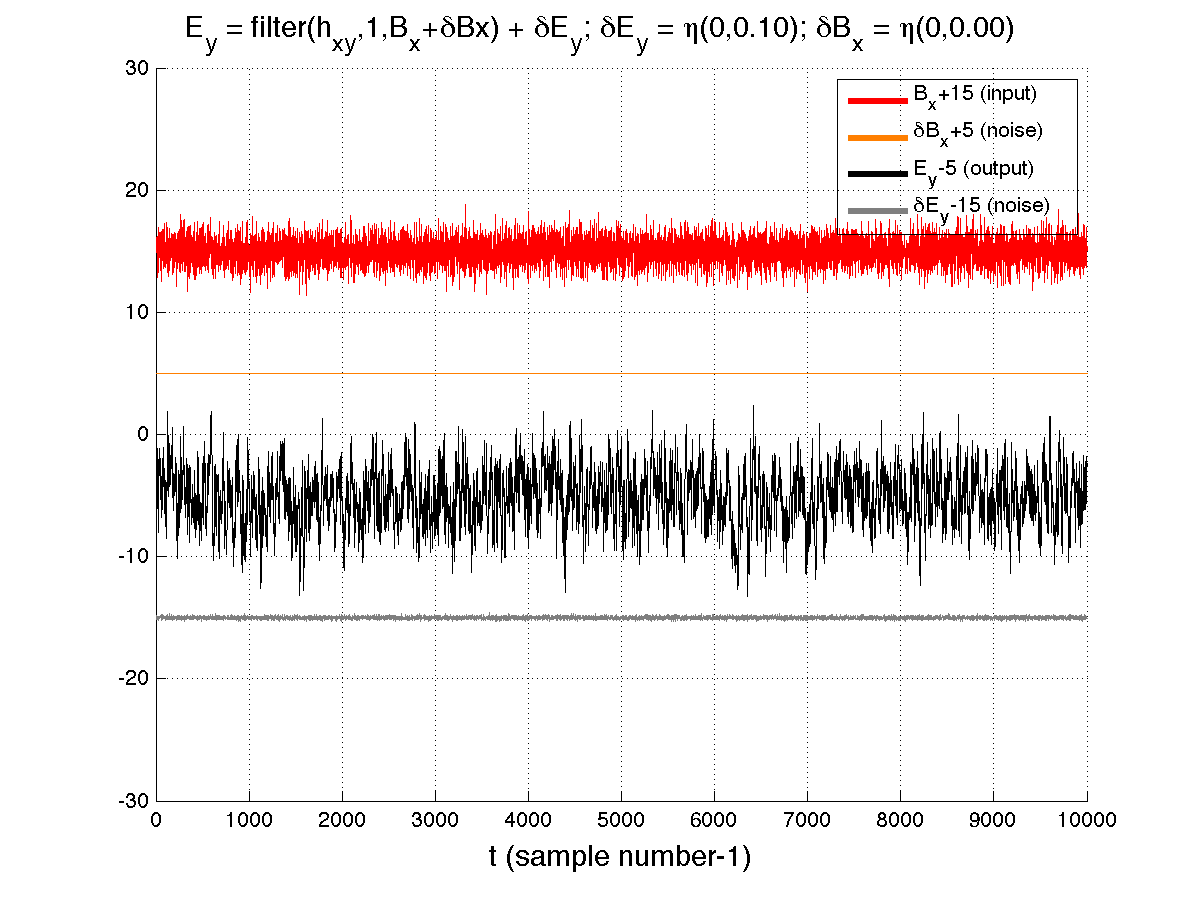 E_y = filter(h_xy,1,B_x+δBx) + δE_y; δE_y = η(0,0.10); δB_x = η(0,0.00)
30
B_x+15 (input)
δB_x+5 (noise)
E_y-5 (output)
δE_y-15 (noise)
20
10
0
-10
-20
-30
0 1000 2000 3000 4000 5000 6000 7000 8000 9000 10000
t (sample number-1)